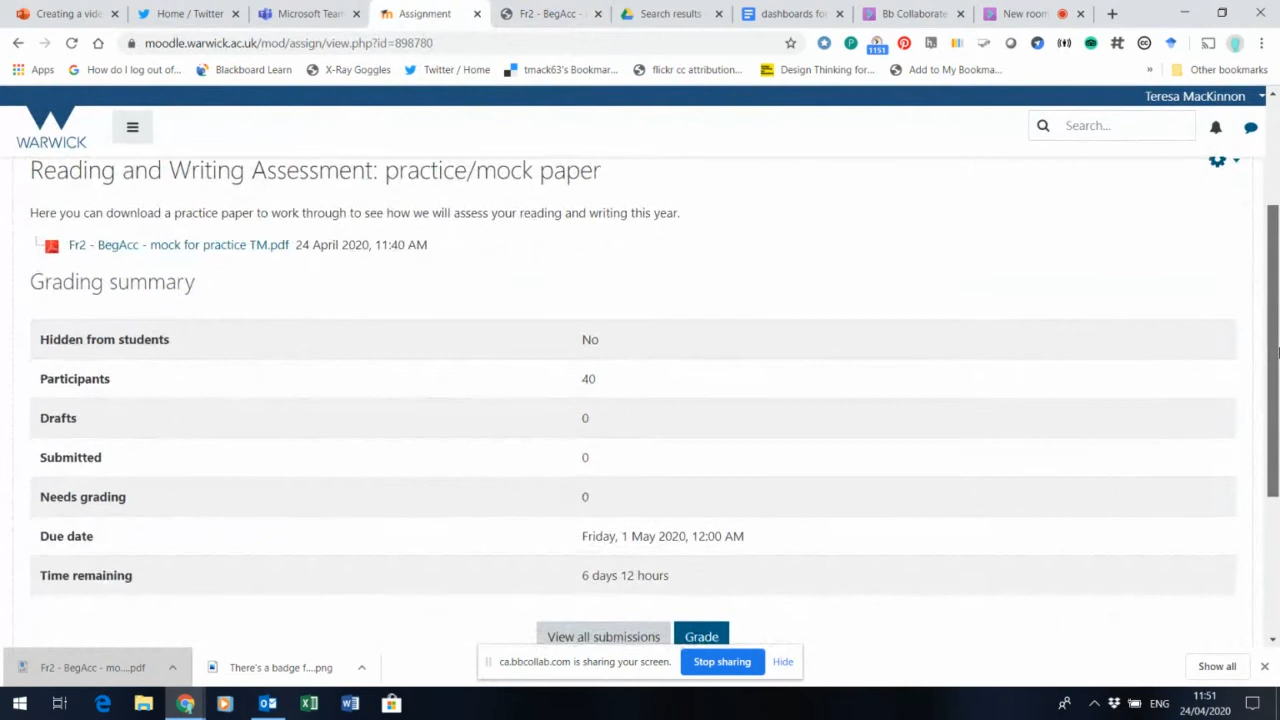 Creating a video
Home / Twitter
Microsoft Team
Assignment
Fr2 - BegAcc -
Search results
dashboards fo
Bb Collaborate
New room
moodle.warwick.ac.uk/mod/assign/view.php?id=898780
1151
Apps
How do I log out of...
Blackboard Learn
X-Ray Goggles
Twitter / Home
tmack63's Bookmar...
flickr cc attribution...
Design Thinking for...
Add to My Bookma...
»
Other bookmarks
Teresa MacKinnon
WARWICK
Search...
Reading and Writing Assessment: practice/mock paper
Here you can download a practice paper to work through to see how we will assess your reading and writing this year.
Fr2 - BegAcc - mock for practice TM.pdf 24 April 2020, 11:40 AM
Grading summary
Hidden from students No
Participants 40
Drafts 0
Submitted 0
Needs grading 0
Due date Friday, 1 May 2020, 12:00 AM
Time remaining 6 days 12 hours
View all submissions
Grade
Fr2 - BegAcc - mo....pdf
There's a badge f....png
ca.bbcollab.com is sharing your screen.
Stop sharing
Hide
Show all
ENG
11:51
24/04/2020